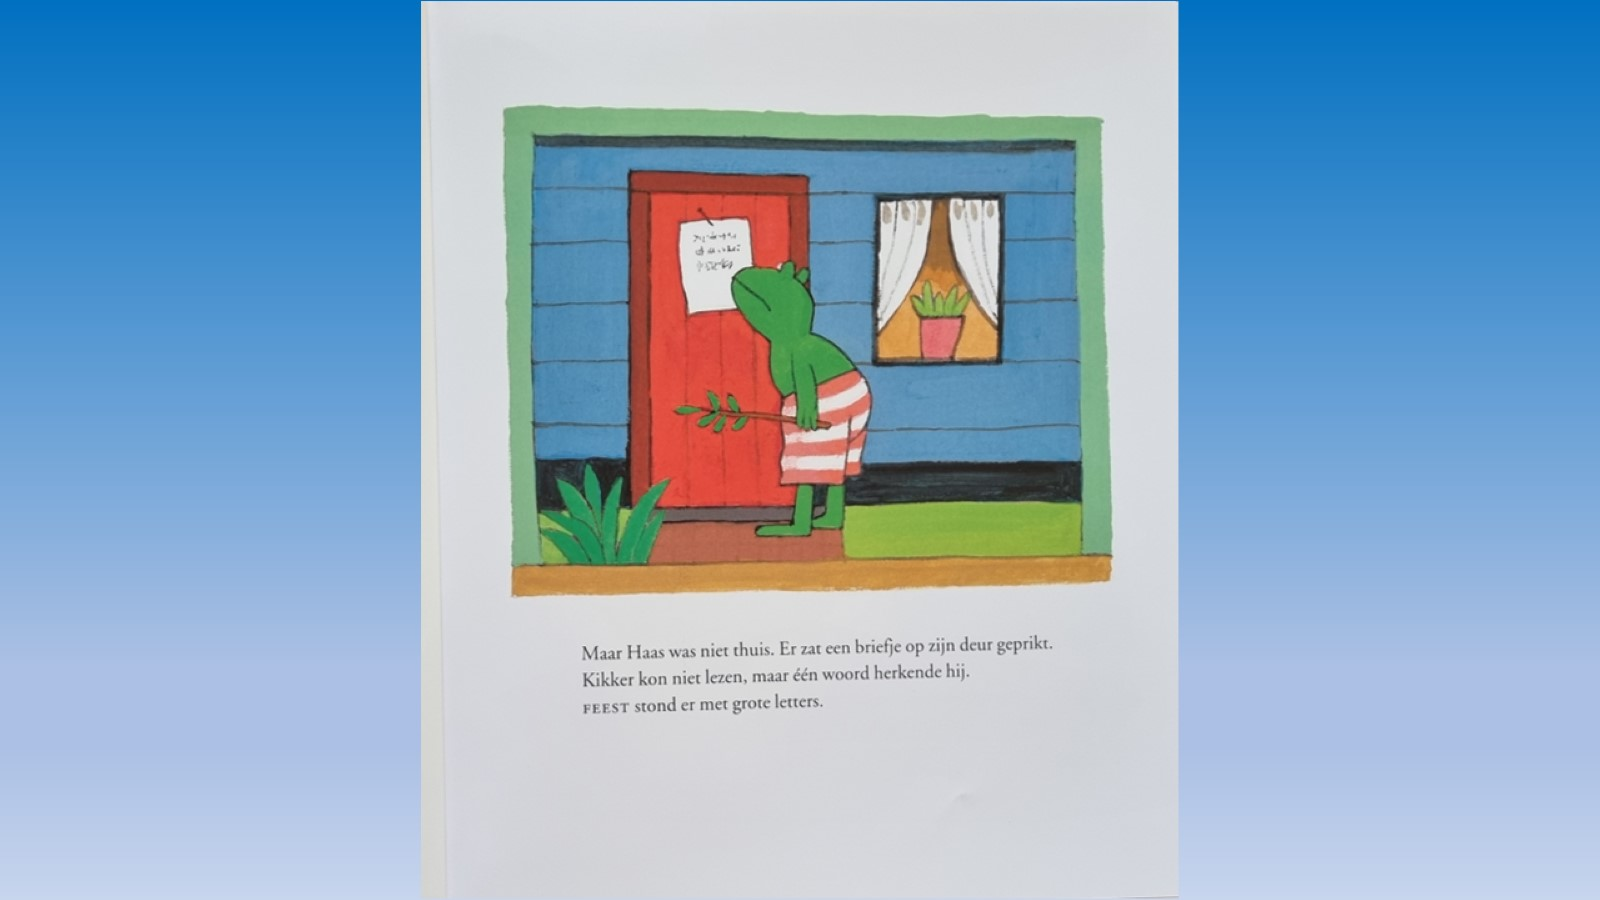 Maar Haas was niet thuis. Er zat een briefje op zijn deur geprikt.
Kikker kon niet lezen, maar één woord herkende hij.
FEEST stond er met grote letters.